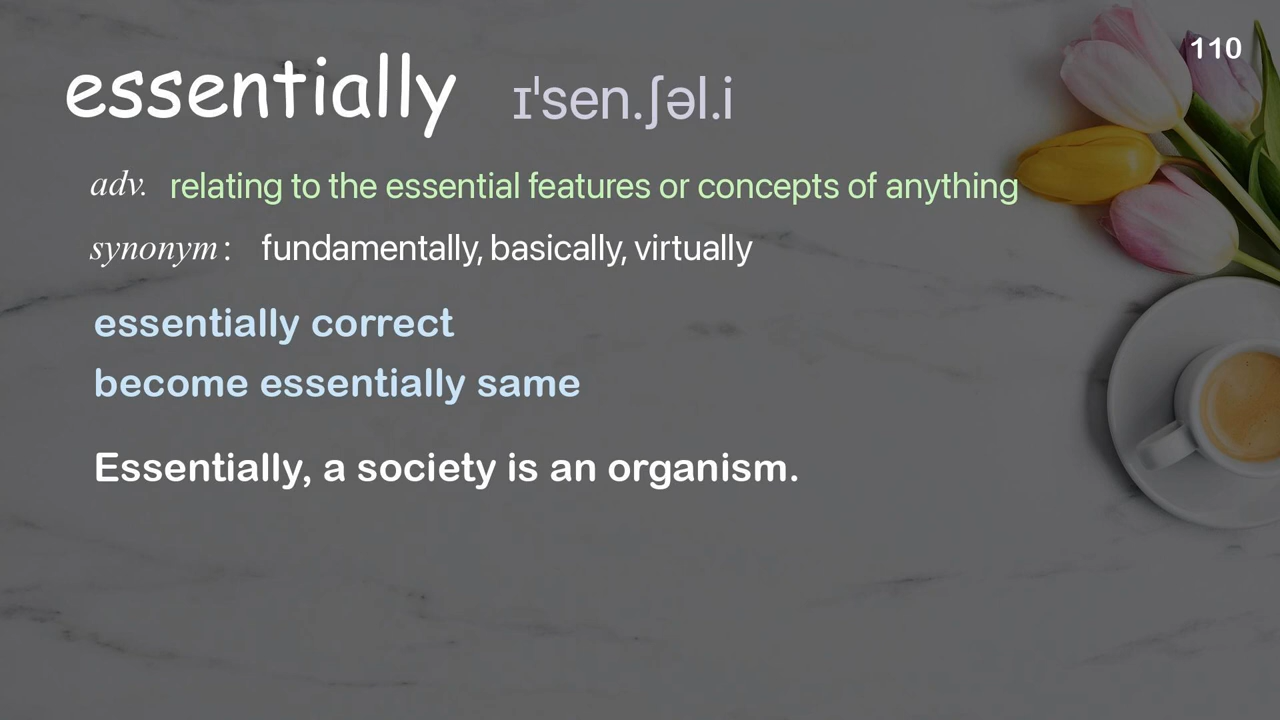 110
essentially ɪˈsen.ʃəl.i
adv. relating to the essential features or concepts of anything
synonym: fundamentally, basically, virtually
essentially correct
become essentially same
Essentially, a society is an organism.